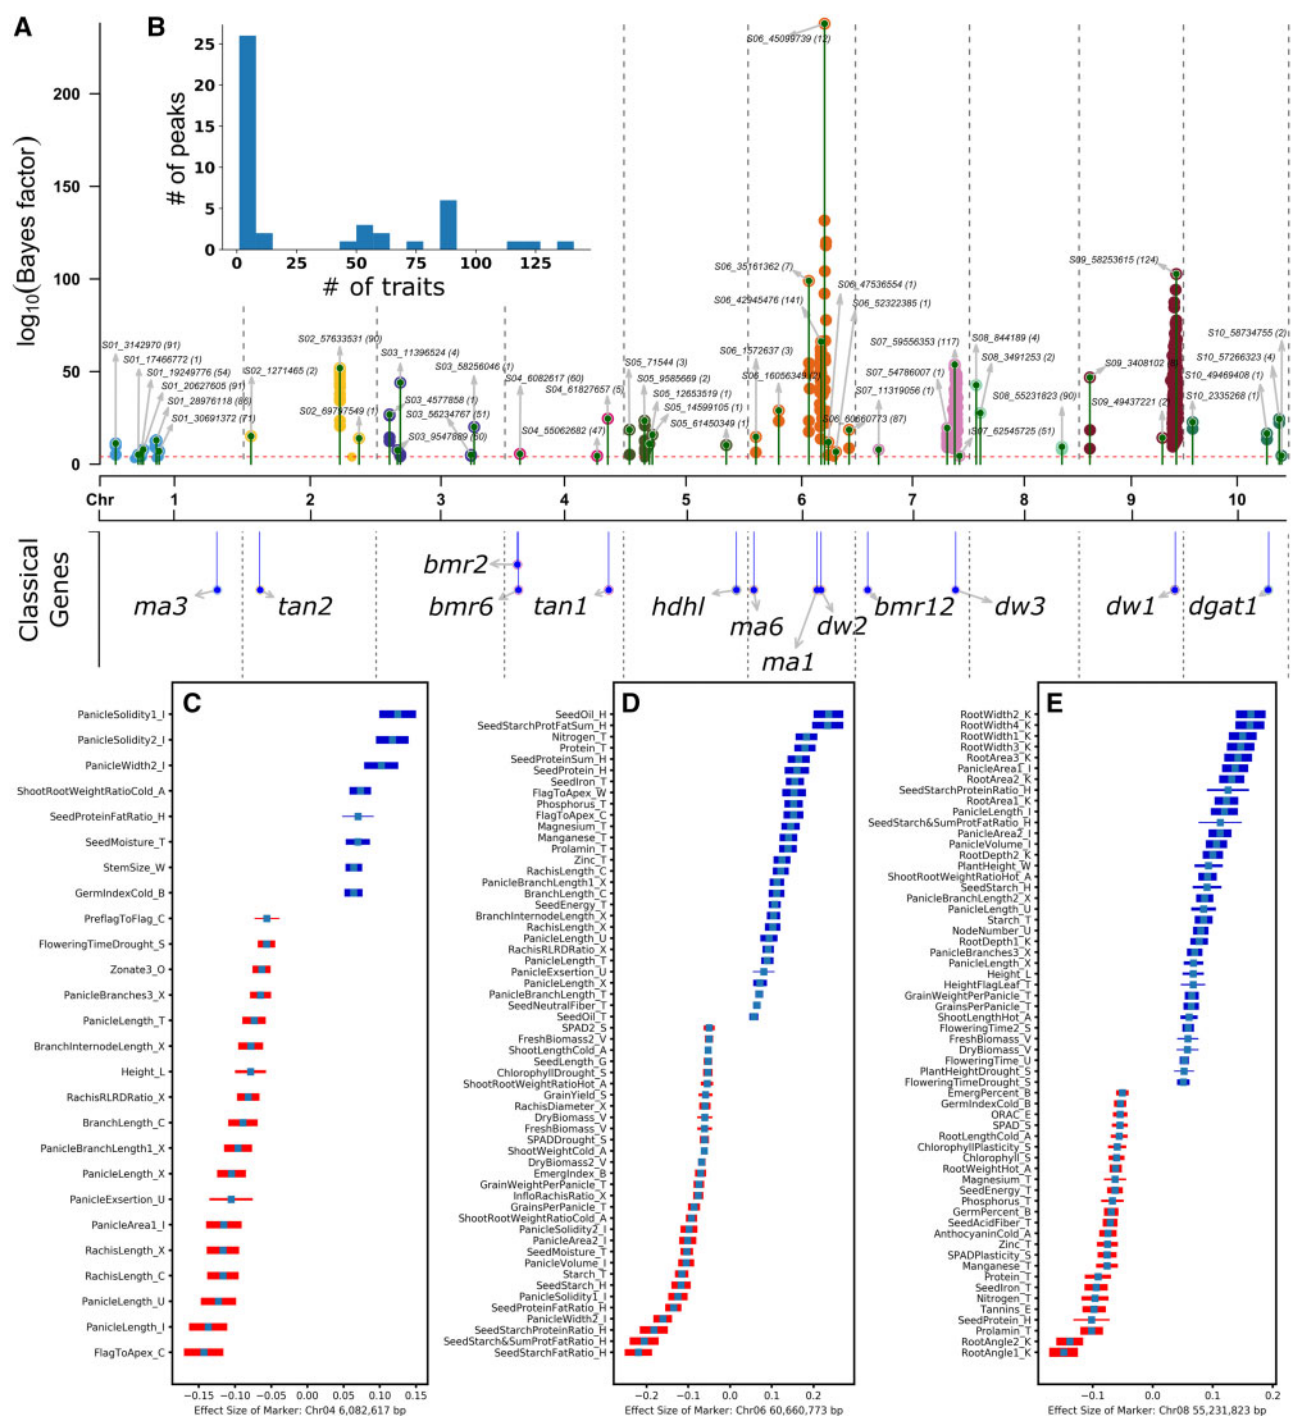 A
B
25
20
15
10
5
0
# of peaks
0
25
50
75
100
125
# of traits
200
150
100
50
0
log10(Bayes factor)
S01_3142970 (91)
S01_17466772 (1)
S01_19249776 (54)
S01_20627605 (91)
S01_28976118 (86)
S01_30691372 (71)
S02_1271465 (2)
S02_57633531 (90)
S02_69797549 (1)
S03_11396524 (4)
S03_58256046 (1)
S03_4577858 (1)
S03_56234767 (51)
S03_9547889 (60)
S04_6082617 (60)
S04_61827657 (5)
S04_55062682 (47)
S05_71544 (3)
S05_9585669 (2)
S05_12653519 (1)
S05_14599105 (1)
S05_61450349 (1)
S06_45099739 (12)
S06_35161362 (7)
S06_42945476 (141)
S06_47536554 (1)
S06_52322385 (1)
S06_1572637 (3)
S06_16056349 (2)
S06_60660773 (87)
S07_59556353 (117)
S07_54786007 (1)
S07_11319056 (1)
S07_62545725 (51)
S08_844189 (4)
S08_3491253 (2)
S08_55231823 (90)
S09_58253615 (124)
S09_3408102
S09_49437221 (2)
S10_58734755 (2)
S10_57266323 (4)
S10_49469408 (1)
S10_2335268 (1)
Chr
1
2
3
4
5
6
7
8
9
10
Classical
Genes
ma3
tan2
bmr2
bmr6
tan1
hdhl
ma6
ma1
dw2
bmr12
dw3
dw1
dgat1
C
PanicleSolidity1_I
PanicleSolidity2_I
PanicleWidth2_I
ShootRootWeightRatioCold_A
SeedProteinFatRatio_H
SeedMoisture_T
StemSize_W
GermIndexCold_B
PreflagToFlag_C
FloweringTimeDrought_S
Zonate3_O
PanicleBranches3_X
PanicleLength_T
BranchInternodeLength_X
Height_L
RachisRLRDRatio_X
BranchLength_C
PanicleBranchLength1_X
PanicleLength_X
PanicleExsertion_U
PanicleArea1_I
RachisLength_X
RachisLength_C
PanicleLength_U
PanicleLength_I
FlagToApex_C
−0.15
−0.10
−0.05
0.00
0.05
0.10
0.15
Effect Size of Marker: Chr04 6,082,617 bp
D
SeedOil_H
SeedStarchProtFatSum_H
Nitrogen_T
Protein_T
SeedProteinSum_H
SeedProtein_H
SeedIron_T
FlagToApex_W
Phosphorus_T
FlagToApex_C
Magnesium_T
Manganese_T
Prolamin_T
Zinc_T
RachisLength_C
PanicleBranchLength1_X
BranchLength_C
SeedEnergy_T
BranchInternodeLength_X
RachisLength_X
PanicleLength_U
RachisRLRDRatio_X
PanicleLength_T
PanicleExsertion_U
PanicleLength_X
PanicleBranchLength_T
SeedNeutralFiber_T
SeedOil_T
SPAD2_S
FreshBiomass2_V
ShootLengthCold_A
SeedLength_G
ChlorophyllDrought_S
ShootRootWeightRatioHot_A
GrainYield_S
RachisDiameter_X
DryBiomass_V
FreshBiomass_V
SPADDrought_S
ShootWeightCold_A
DryBiomass2_V
EmergIndex_B
GrainWeightPerPanicle_T
InfloRachisRatio_X
GrainsPerPanicle_T
ShootRootWeightRatioCold_A
PanicleSolidity2_I
PanicleArea2_I
SeedMoisture_T
PanicleVolume_I
Starch_T
SeedStarch_H
PanicleSolidity1_I
SeedProteinFatRatio_H
PanicleWidth2_I
SeedStarchProteinRatio_H
SeedStarch&SumProtFatRatio_H
SeedStarchFatRatio_H
−0.2
−0.1
0.0
0.1
0.2
Effect Size of Marker: Chr06 60,660,773 bp
E
RootWidth2_K
RootWidth4_K
RootWidth1_K
RootWidth3_K
RootArea3_K
PanicleArea1_I
RootArea2_K
SeedStarchProteinRatio_H
RootArea1_K
PanicleLength_I
SeedStarch&SumProtFatRatio_H
PanicleArea2_I
PanicleVolume_I
RootDepth2_K
PlantHeight_W
ShootRootWeightRatioHot_A
SeedStarch_H
PanicleBranchLength2_X
PanicleLength_U
Starch_T
NodeNumber_U
RootDepth1_K
PanicleBranches3_X
PanicleLength_X
Height_L
HeightFlagLeaf_T
GrainWeightPerPanicle_T
GrainsPerPanicle_T
ShootLengthHot_A
FloweringTime2_S
FreshBiomass_V
DryBiomass_V
FloweringTime_U
PlantHeightDrought_S
FloweringTimeDrought_S
EmergPercent_B
GermIndexCold_B
ORAC_E
SPAD_S
RootLengthCold_A
ChlorophyllPlasticity_S
Chlorophyll_S
RootWeightHot_A
Magnesium_T
SeedEnergy_T
Phosphorus_T
GermPercent_B
SeedAcidFiber_T
AnthocyaninCold_A
Zinc_T
SPADPlasticity_S
Manganese_T
Protein_T
SeedIron_T
Nitrogen_T
Tannins_E
SeedProtein_H
Prolamin_T
RootAngle2_K
RootAngle1_K
−0.1
0.0
0.1
0.2
Effect Size of Marker: Chr08 55,231,823 bp